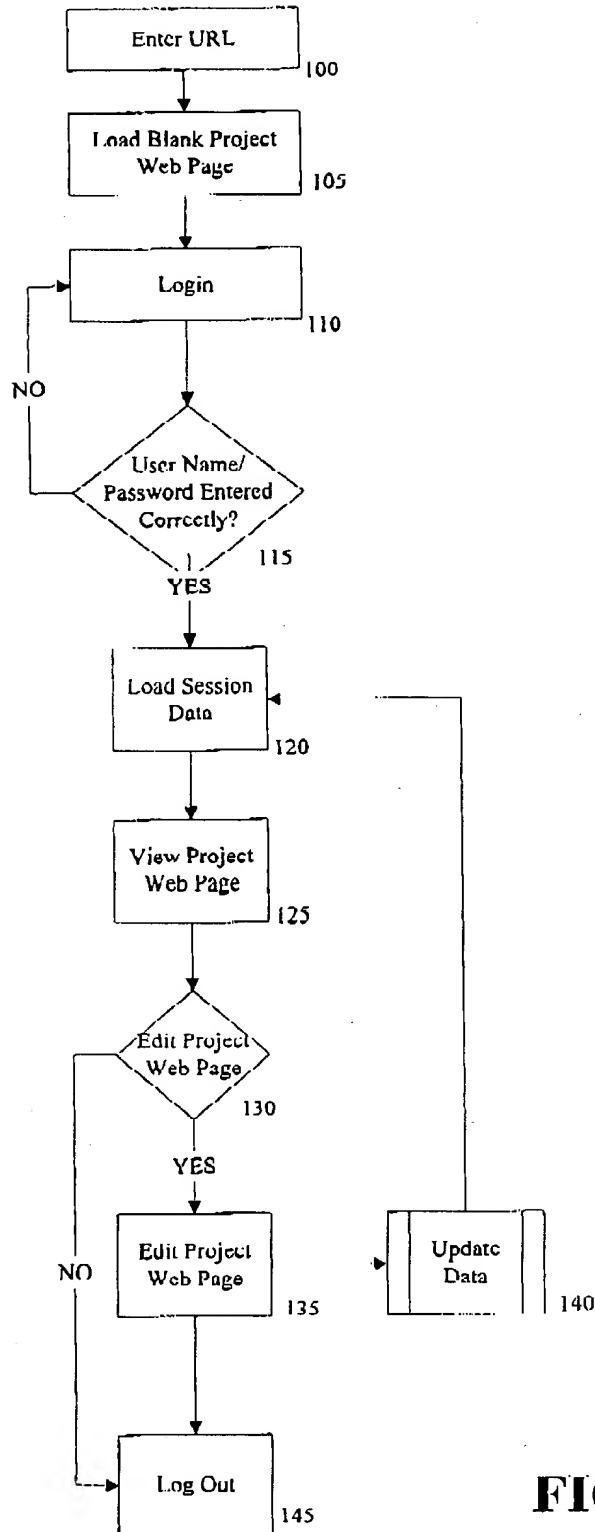 Enter URL
100
Load Blank Project
Web Page
105
Login
110
NO
User Name/
Password Entered
Correctly?
115
YES
Load Session
Data
120
View Project
Web Page
125
Edit Project
Web Page
130
YES
NO
Edit Project
Web Page
135
Update
Data
140
Log Out
145